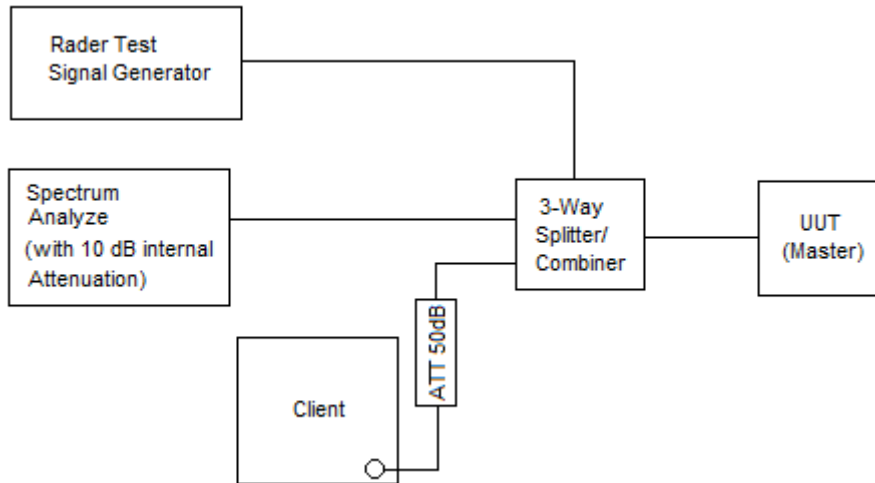 Rader Test
Signal Generator
Spectrum
Analyze
(with 10 dB internal
Attenuation)
3-Way
Splitter/
Combiner
UUT
(Master)
ATT 50dB
Client